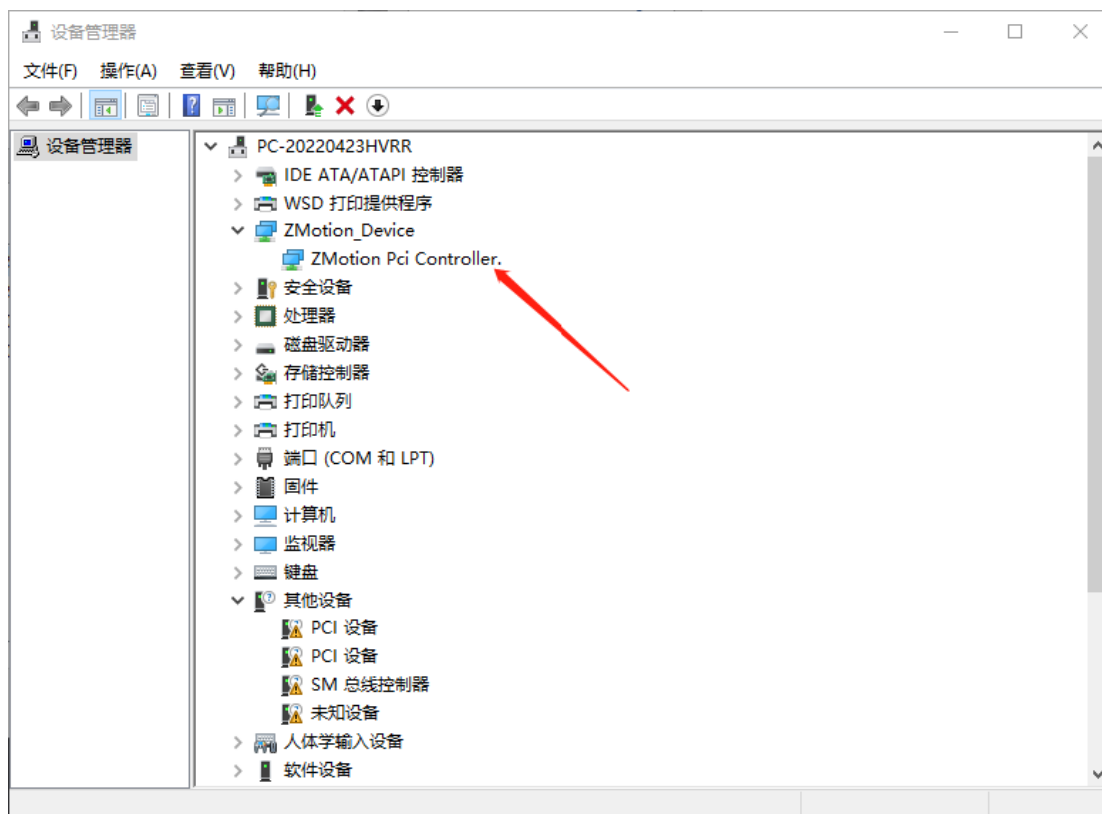 设备管理器
文件(F) 操作(A) 查看(V) 帮助(H)
设备管理器
PC-20220423HVRR
IDE ATA/ATAPI 控制器
WSD 打印提供程序
ZMotion_Device
ZMotion Pci Controller.
安全设备
处理器
磁盘驱动器
存储控制器
打印队列
打印机
端口 (COM 和 LPT)
固件
计算机
监视器
键盘
其他设备
PCI 设备
PCI 设备
SM 总线控制器
未知设备
人体学输入设备
软件设备